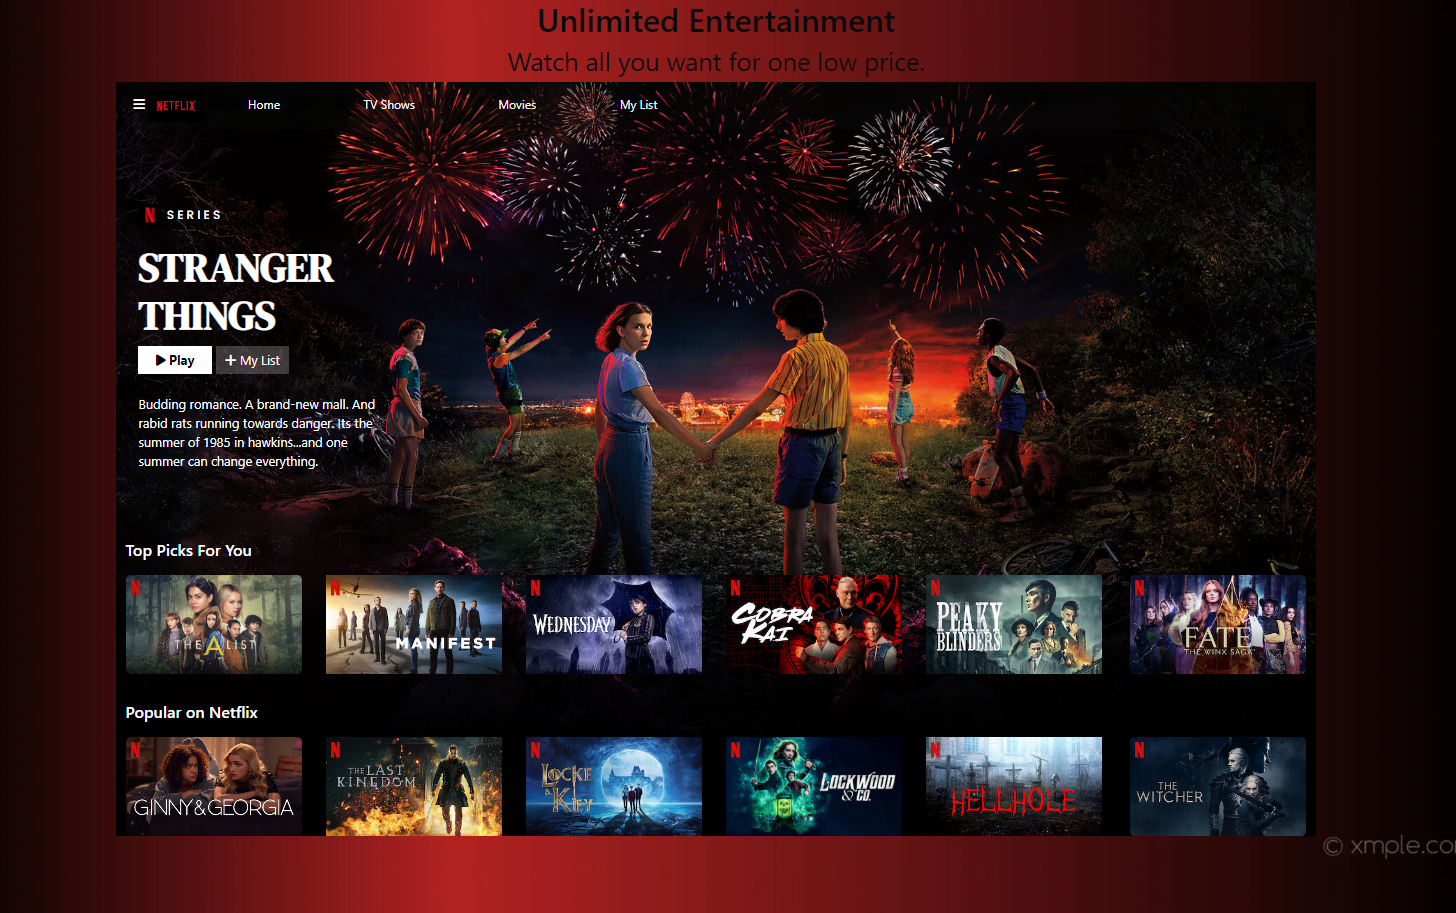 Unlimited Entertainment
Watch all you want for one low price.
NETFLIX Home TV Shows Movies My List
N SERIES
STRANGER
THINGS
Play + My List
Budding romance. A brand-new mall. And
rabid rats running towards danger. Its the
summer of 1985 in hawkins...and one
summer can change everything.
Top Picks For You
N
THE A LIST
N
MANIFEST
N
WEDNESDAY
N
COBRA
KAI
N
PEAKY
BLINDERS
N
FATE
THE WINX SAGA
Popular on Netflix
N
GINNY & GEORGIA
N
THE LAST
KINGDOM
N
LOCKE
& KEY
N
LOCKWOOD
& CO.
N
HELLHOLE
N
THE
WITCHER
© xmple.co